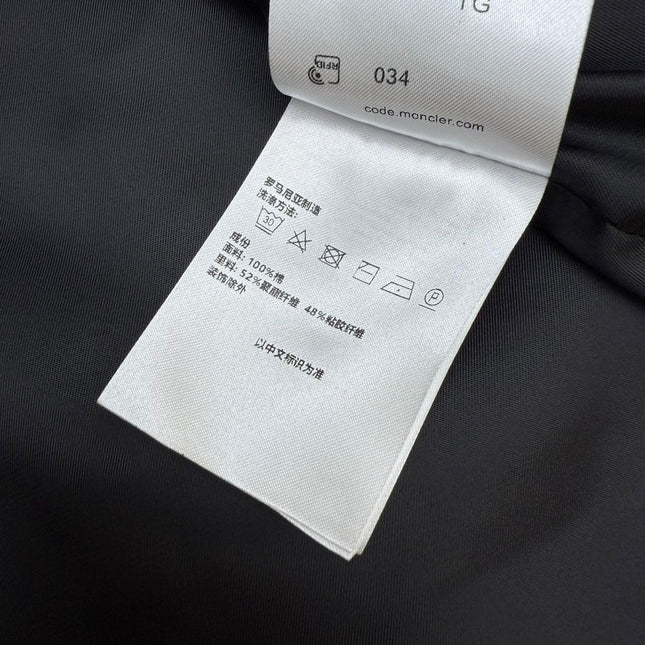 TG
RFID
034
code.moncler.com
罗马尼亚制造
洗涤方法:
30
P
成份
面料: 100%棉
里料: 52%聚酯纤维 48%粘胶纤维
装饰除外
以中文标识为准